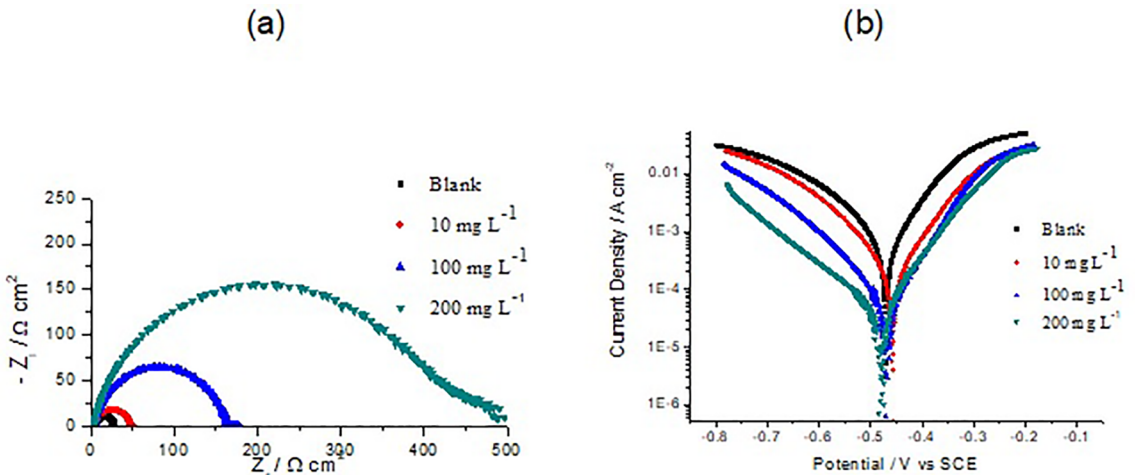 (a)
(b)
250
200
150
100
50
0
0 100 200 300 400 500
- Zi / Ω cm2
Zr / Ω cm2
Blank
10 mg L-1
100 mg L-1
200 mg L-1
0.01
1E-3
1E-4
1E-5
1E-6
-0.8 -0.7 -0.6 -0.5 -0.4 -0.3 -0.2 -0.1
Current Density / A cm-2
Potential / V vs SCE
Blank
10 mg L-1
100 mg L-1
200 mg L-1